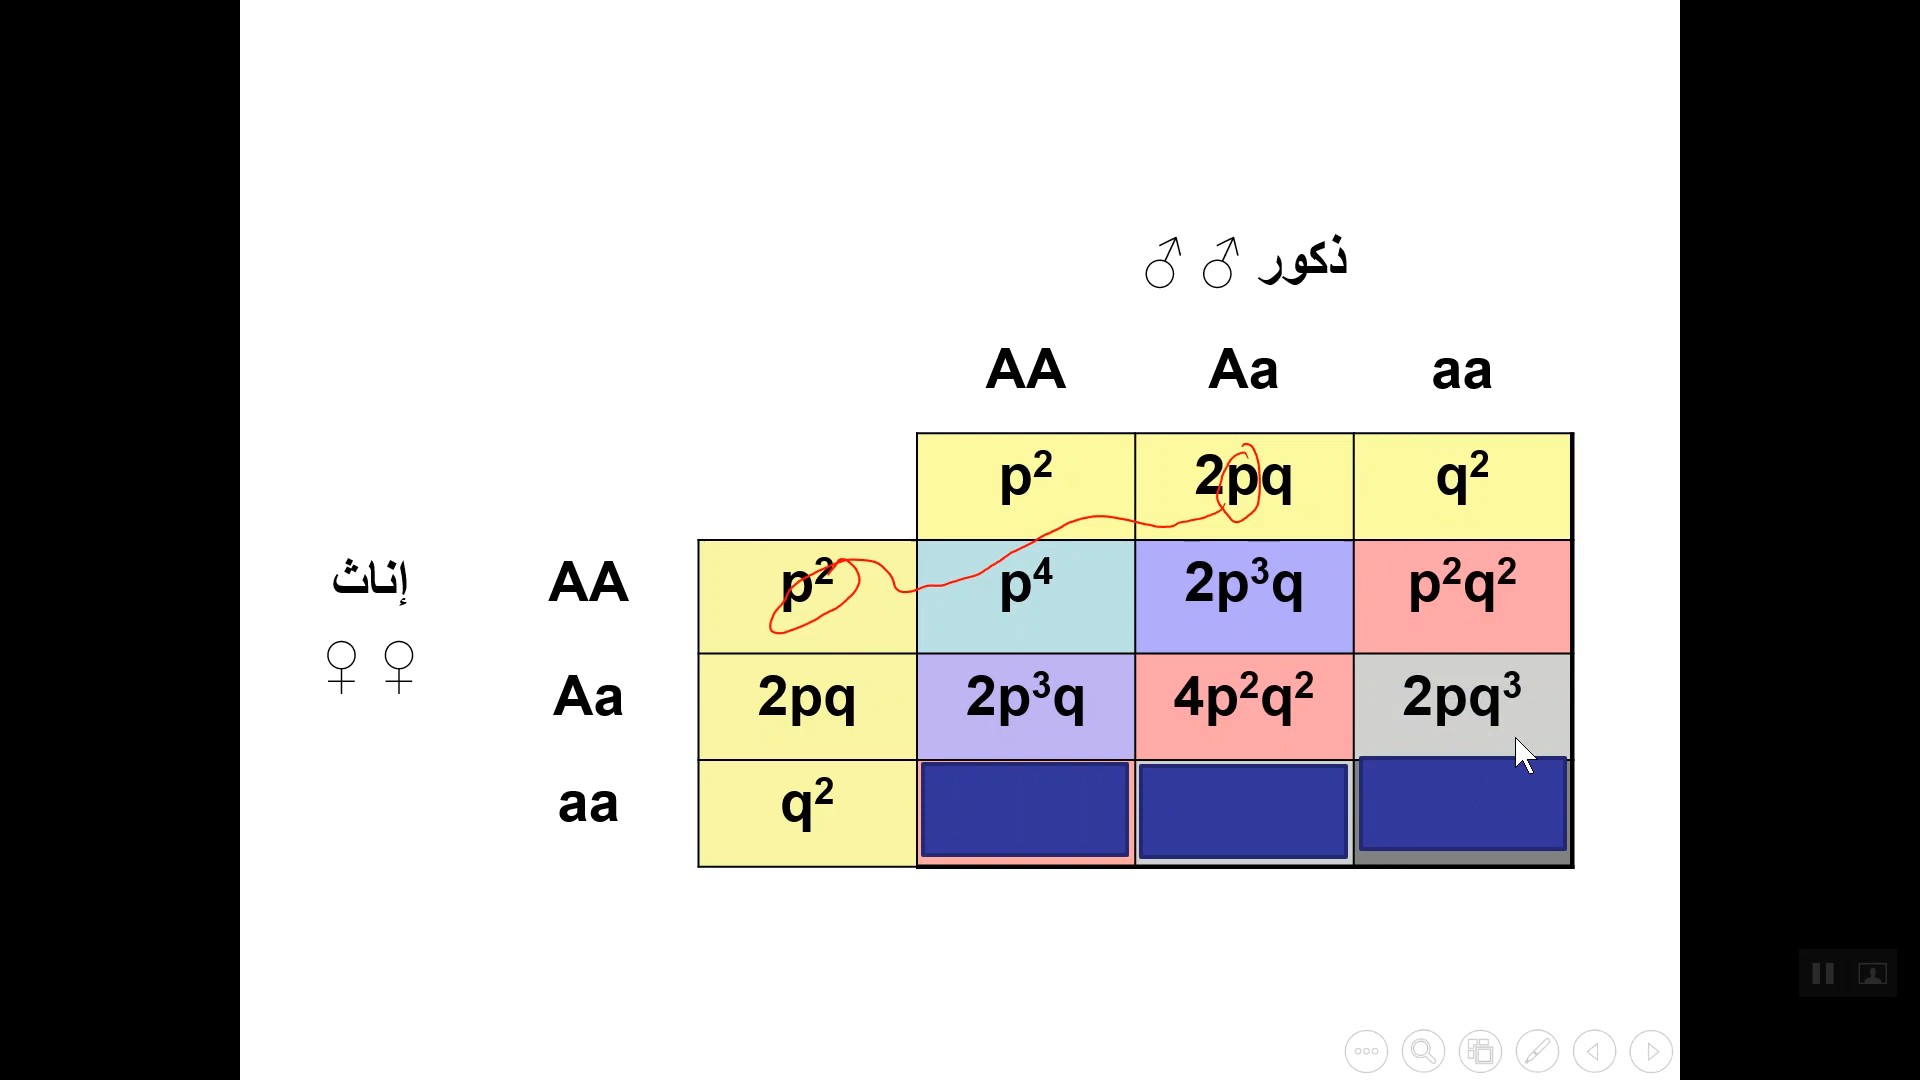 ذكور ♂ ♂
AA Aa aa
p² 2pq q²
إناث AA p² p⁴ 2p³q p²q²
♀ ♀
Aa 2pq 2p³q 4p²q² 2pq³
aa q²